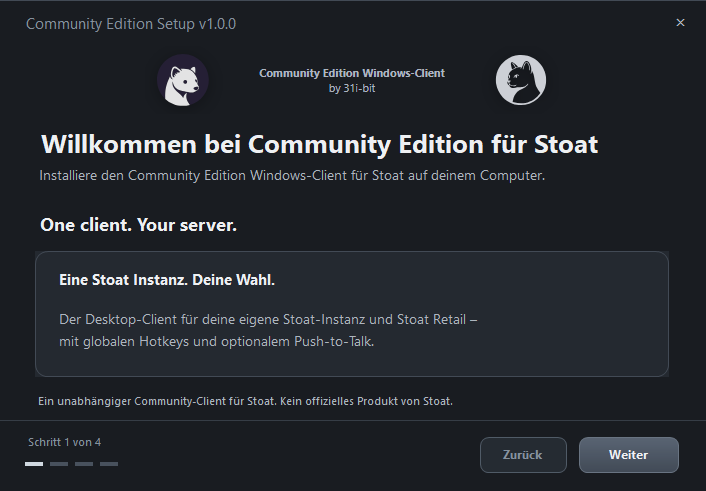 Community Edition Setup v1.0.0
×
Community Edition Windows-Client
by 31i-bit
Willkommen bei Community Edition für Stoat
Installiere den Community Edition Windows-Client für Stoat auf deinem Computer.
One client. Your server.
Eine Stoat Instanz. Deine Wahl.
Der Desktop-Client für deine eigene Stoat-Instanz und Stoat Retail –
mit globalen Hotkeys und optionalem Push-to-Talk.
Ein unabhängiger Community-Client für Stoat. Kein offizielles Produkt von Stoat.
Schritt 1 von 4
Zurück
Weiter